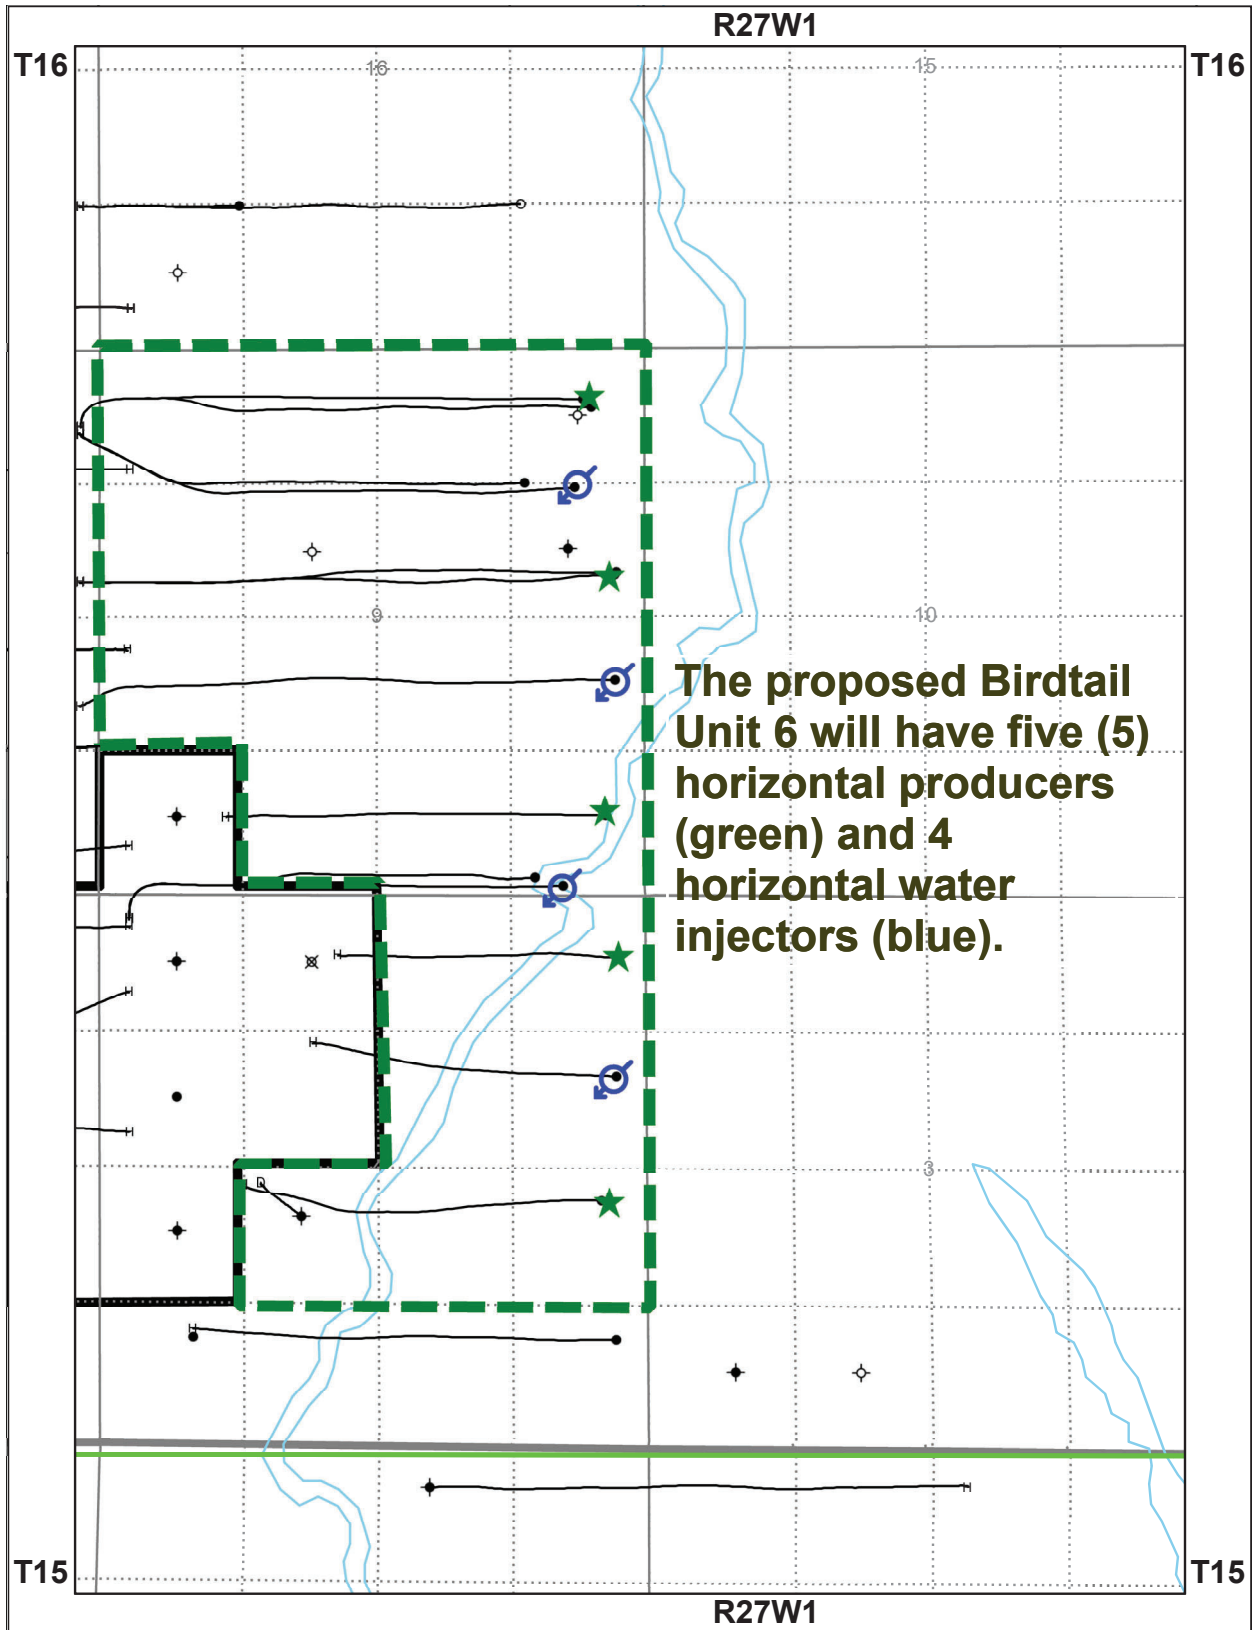 R27W1
T16
T16
16
15
9
10
The proposed Birdtail
Unit 6 will have five (5)
horizontal producers
(green) and 4
horizontal water
injectors (blue).
3
T15
T15
R27W1